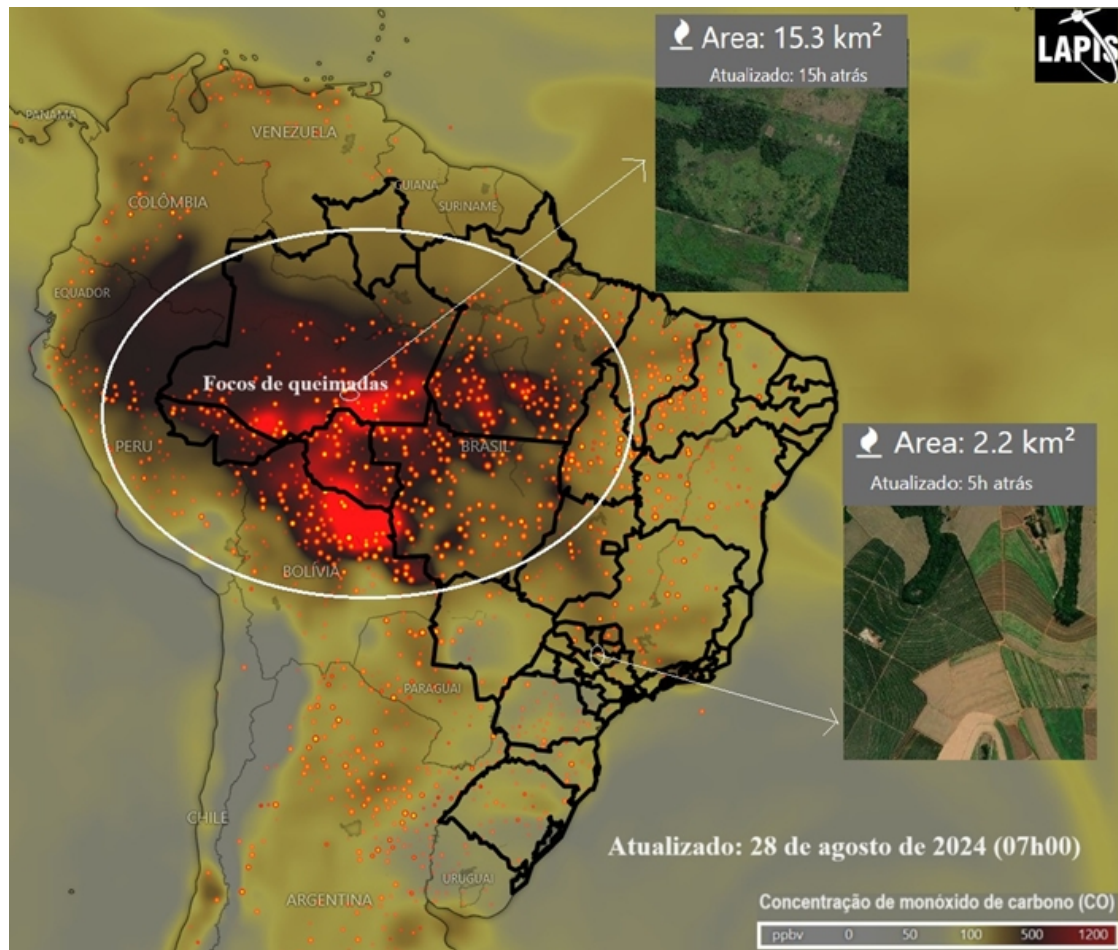 Area: 15.3 km²
Atualizado: 15h atrás
LAPIS
PANAMA
VENEZUELA
GUIANA
SURINAME
COLÔMBIA
EQUADOR
Focos de queimadas
PERU
BRASIL
Area: 2.2 km²
Atualizado: 5h atrás
BOLÍVIA
PARAGUAI
CHILE
Atualizado: 28 de agosto de 2024 (07h00)
URUGUAI
ARGENTINA
Concentração de monóxido de carbono (CO)
ppbv 0 50 100 500 1200